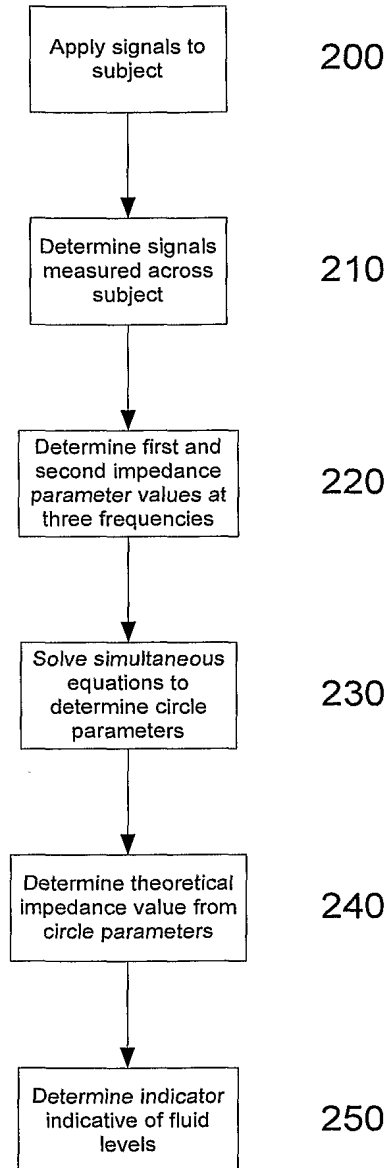 Apply signals to
subject
200
Determine signals
measured across
subject
210
Determine first and
second impedance
parameter values at
three frequencies
220
Solve simultaneous
equations to
determine circle
parameters
230
Determine theoretical
impedance value from
circle parameters
240
Determine indicator
indicative of fluid
levels
250